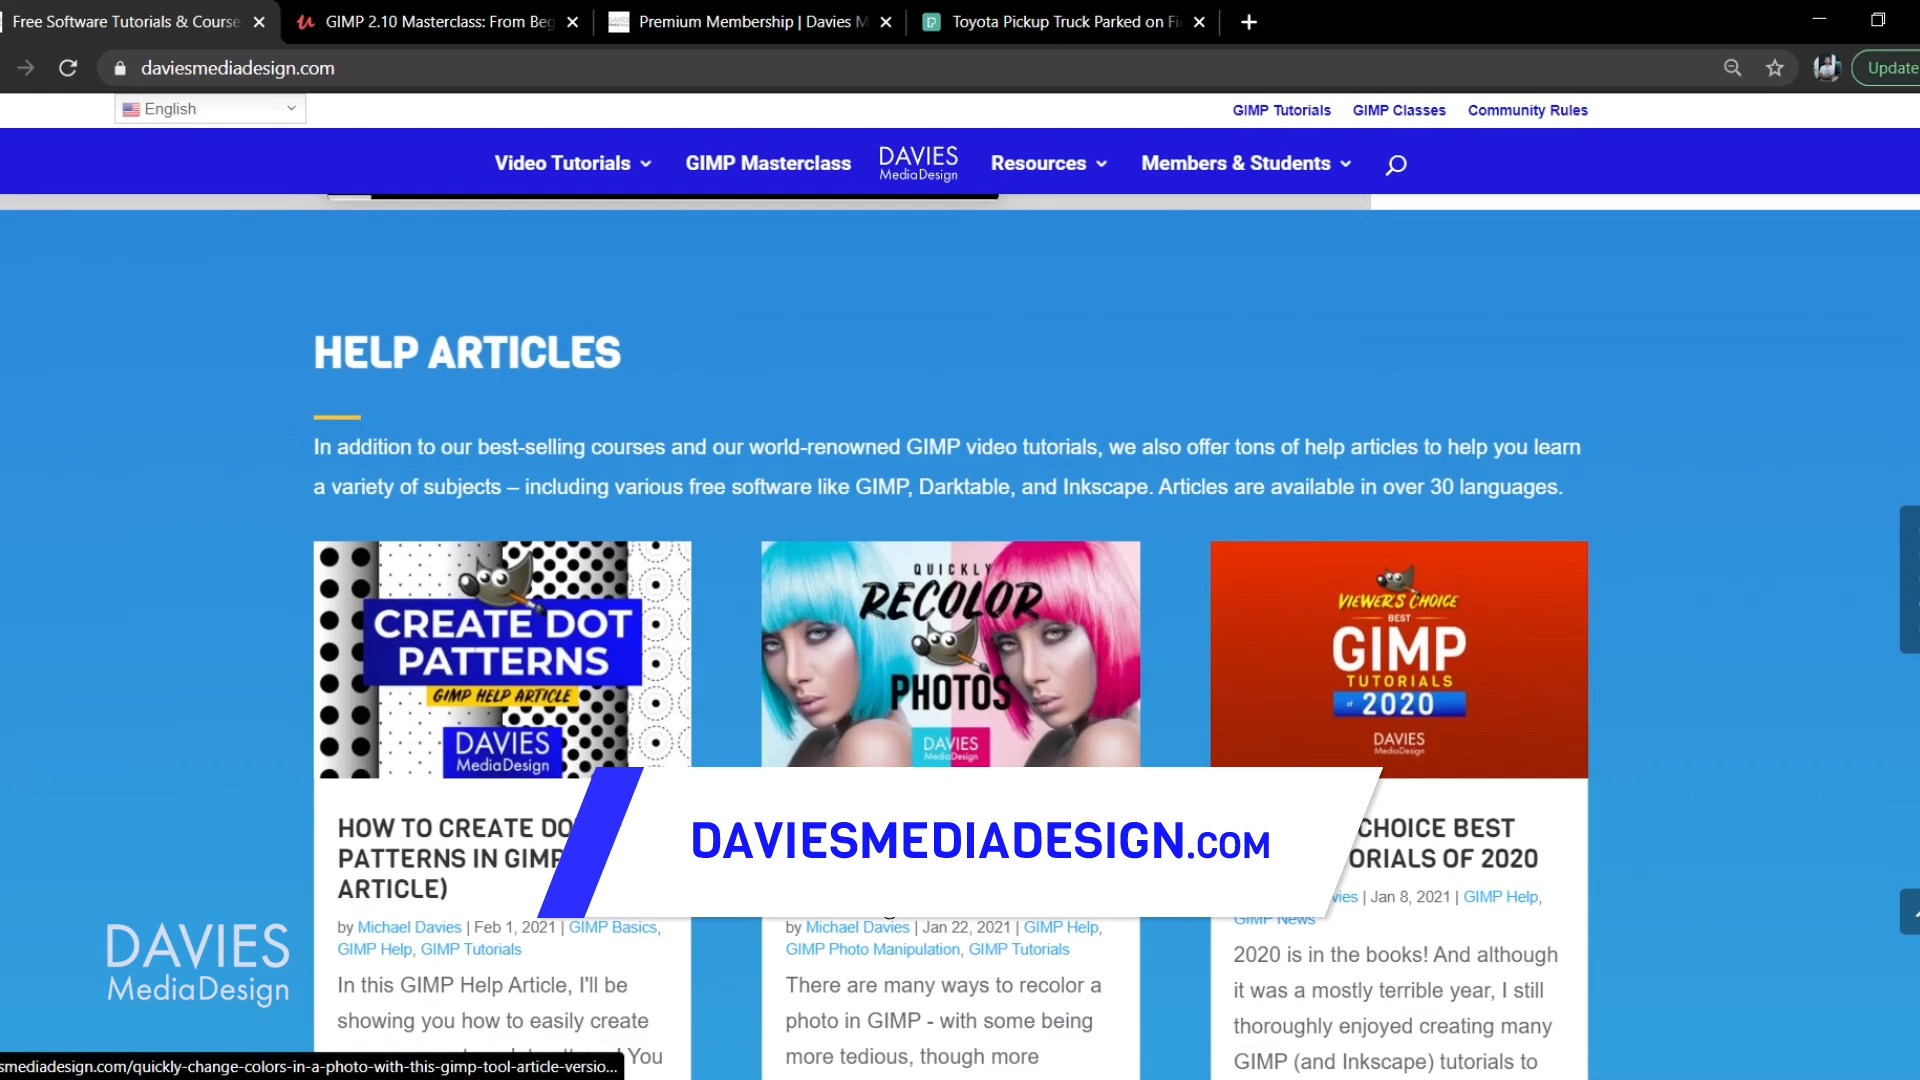 Free Software Tutorials & Course
GIMP 2.10 Masterclass: From Beg
Premium Membership | Davies M
Toyota Pickup Truck Parked on Fi
daviesmediadesign.com
Update
English
GIMP Tutorials
GIMP Classes
Community Rules
Video Tutorials
GIMP Masterclass
DAVIES
MediaDesign
Resources
Members & Students
HELP ARTICLES
In addition to our best-selling courses and our world-renowned GIMP video tutorials, we also offer tons of help articles to help you learn
a variety of subjects – including various free software like GIMP, Darktable, and Inkscape. Articles are available in over 30 languages.
CREATE DOT
PATTERNS
GIMP HELP ARTICLE
DAVIES
MediaDesign
HOW TO CREATE DO
PATTERNS IN GIMP
ARTICLE)
by Michael Davies | Feb 1, 2021 | GIMP Basics,
GIMP Help, GIMP Tutorials
In this GIMP Help Article, I'll be
showing you how to easily create
You
QUICKLY
RECOLOR
PHOTOS
DAVIES
MediaDesign
by Michael Davies | Jan 22, 2021 | GIMP Help,
GIMP Photo Manipulation, GIMP Tutorials
There are many ways to recolor a
photo in GIMP - with some being
more tedious, though more
VIEWER'S CHOICE
BEST
GIMP
TUTORIALS
of 2020
DAVIES
MediaDesign
CHOICE BEST
ORIALS OF 2020
vies | Jan 8, 2021 | GIMP Help,
GIMP News
2020 is in the books! And although
it was a mostly terrible year, I still
thoroughly enjoyed creating many
GIMP (and Inkscape) tutorials to
DAVIESMEDIADESIGN.COM
DAVIES
MediaDesign
smediadesign.com/quickly-change-colors-in-a-photo-with-this-gimp-tool-article-versio...